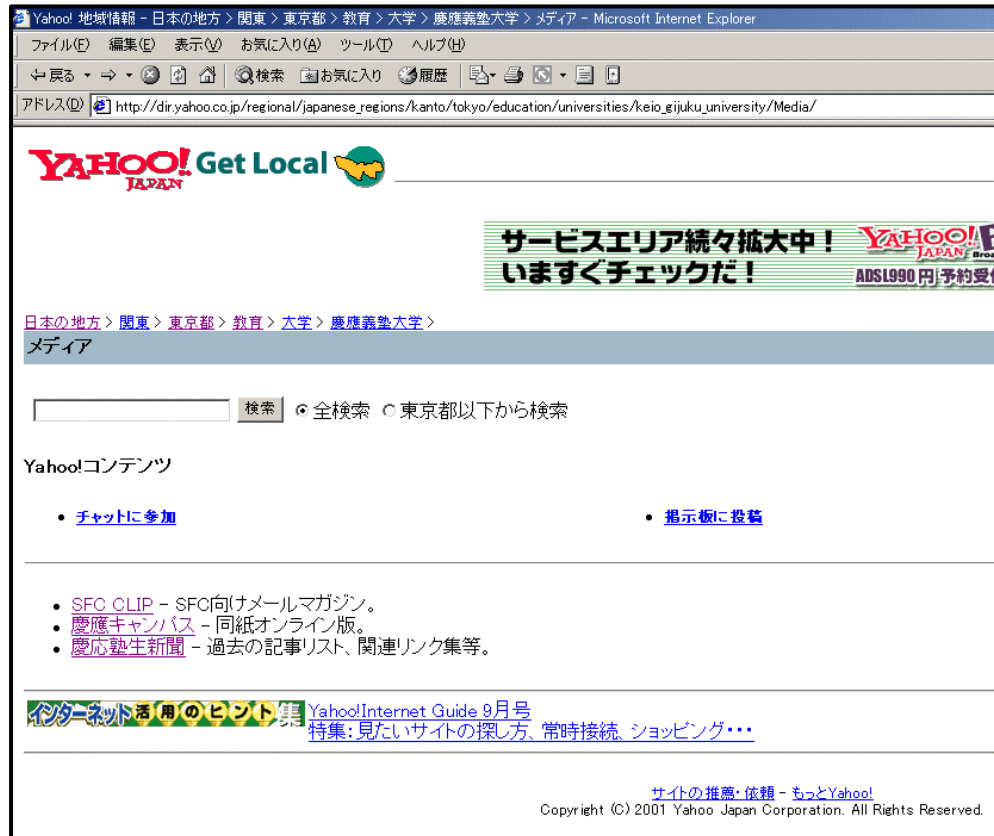 Yahoo! 地域情報 - 日本の地方 > 関東 > 東京都 > 教育 > 大学 > 慶應義塾大学 > メディア - Microsoft Internet Explorer
ファイル(F) 編集(E) 表示(V) お気に入り(A) ツール(T) ヘルプ(H)
戻る 検索 お気に入り 履歴
アドレス(D) http://dir.yahoo.co.jp/regional/japanese_regions/kanto/tokyo/education/universities/keio_gijuku_university/Media/
YAHOO! JAPAN Get Local
サービスエリア続々拡大中! YAHOO! JAPAN
いますぐチェックだ! ADSL990円 予約受
日本の地方 > 関東 > 東京都 > 教育 > 大学 > 慶應義塾大学 >
メディア
検索 全検索 東京都以下から検索
Yahoo!コンテンツ
• チャットに参加 • 掲示板に投稿
• SFC CLIP - SFC向けメールマガジン。
• 慶應キャンパス - 同紙オンライン版。
• 慶応塾生新聞 - 過去の記事リスト、関連リンク集等。
インターネット活用のヒント集 Yahoo!Internet Guide 9月号
特集:見たいサイトの探し方、常時接続、ショッピング・・・
サイトの推薦・依頼 - もっとYahoo!
Copyright (C) 2001 Yahoo Japan Corporation. All Rights Reserved.